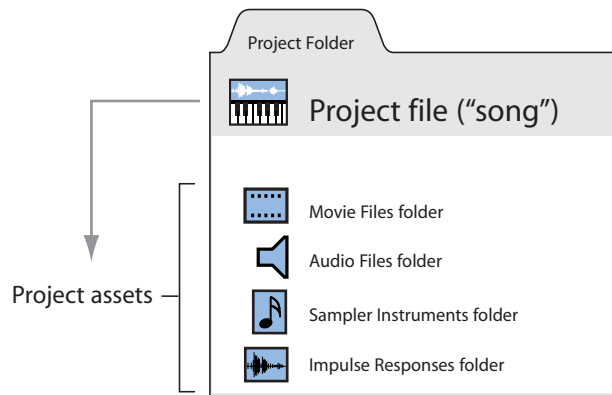 Project Folder
Project file (“song”)
Movie Files folder
Audio Files folder
Project assets
Sampler Instruments folder
Impulse Responses folder